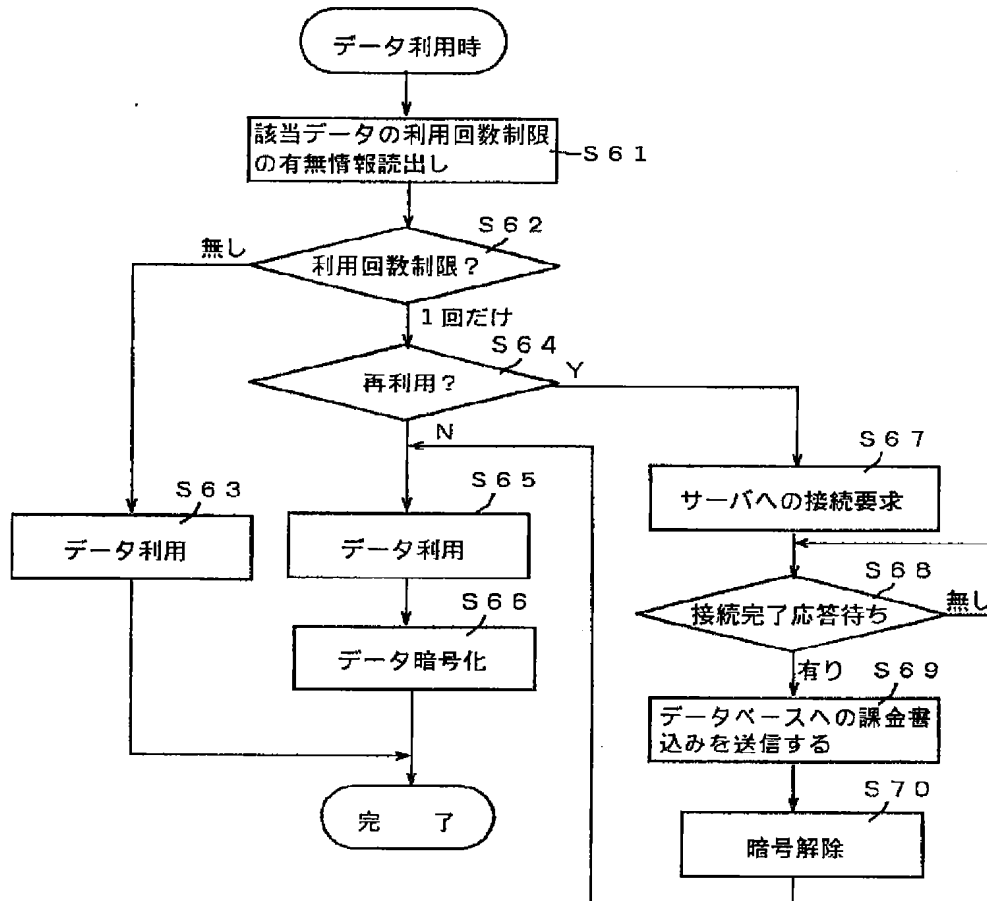 データ利用時
該当データの利用回数制限
の有無情報読出し
S61
S62
無し
利用回数制限?
1回だけ
S64
再利用?
Y
N
S67
サーバへの接続要求
S63
データ利用
S65
データ利用
S68
接続完了応答待ち
無し
S66
データ暗号化
有り
S69
データベースへの課金書
込みを送信する
S70
暗号解除
完 了